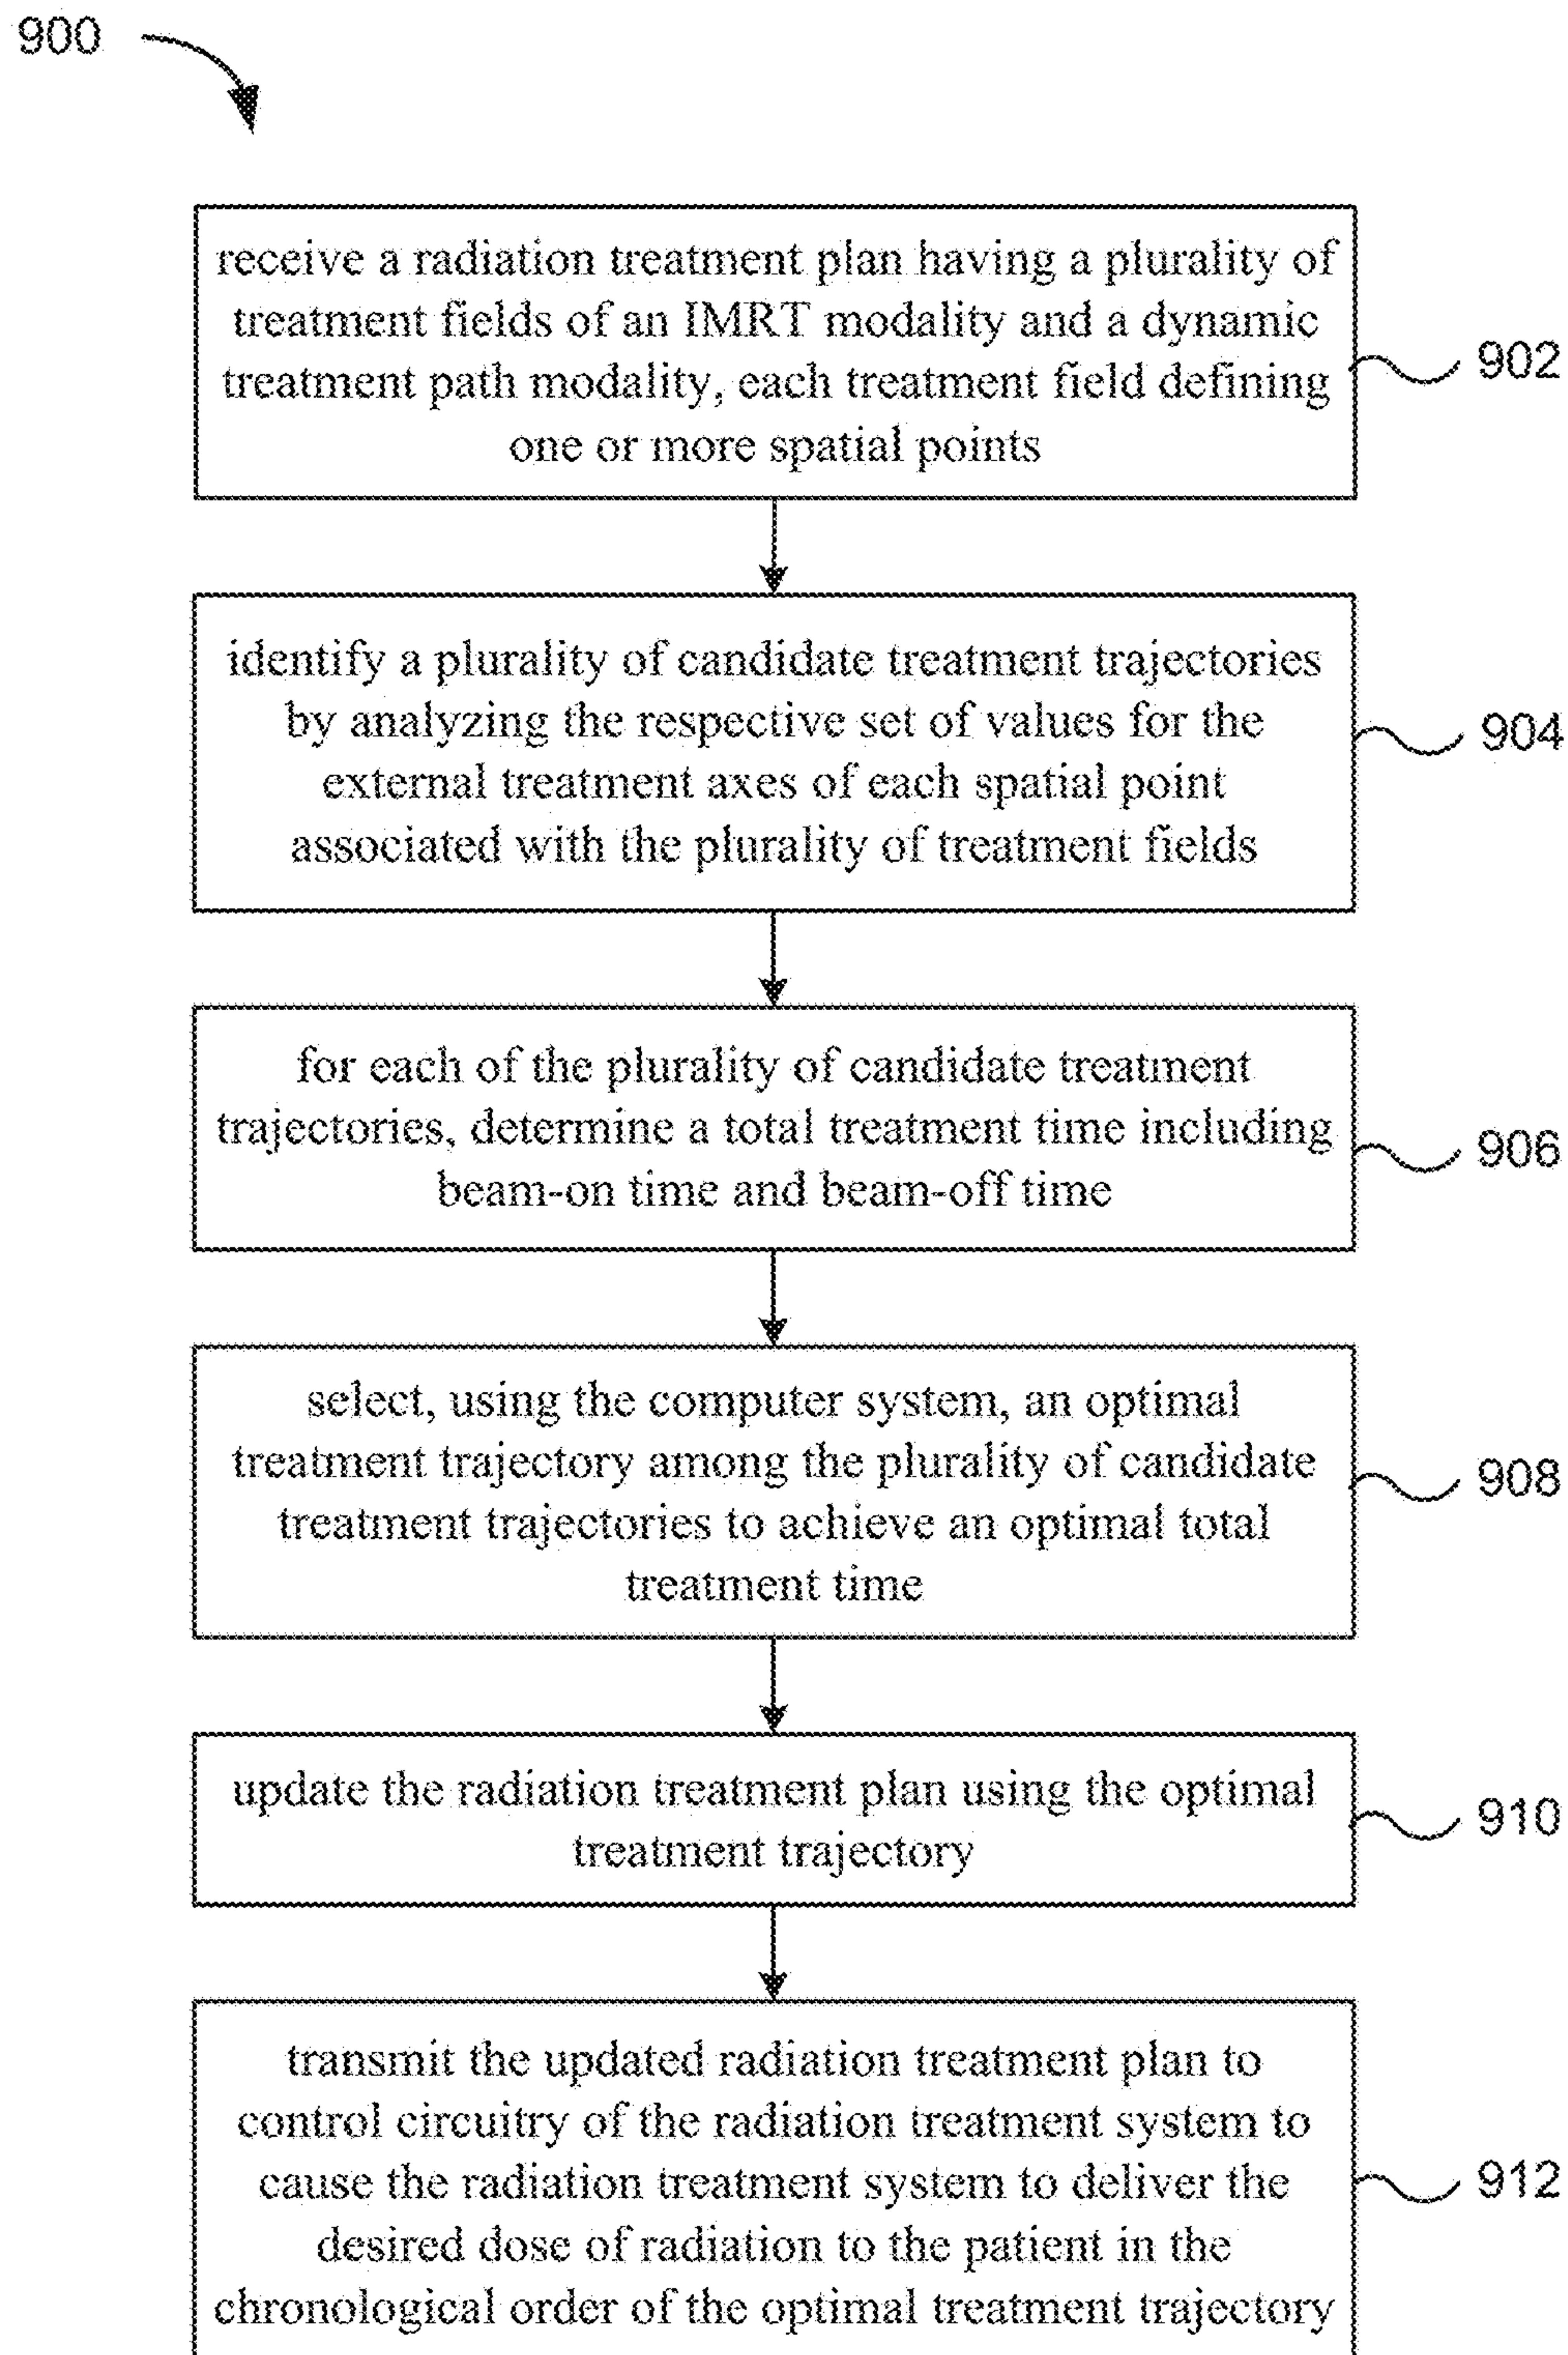 900
receive a radiation treatment plan having a plurality of
treatment fields of an IMRT modality and a dynamic
treatment path modality, each treatment field defining
one or more spatial points
902
identify a plurality of candidate treatment trajectories
by analyzing the respective set of values for the
external treatment axes of each spatial point
associated with the plurality of treatment fields
904
for each of the plurality of candidate treatment
trajectories, determine a total treatment time including
beam-on time and beam-off time
906
select, using the computer system, an optimal
treatment trajectory among the plurality of candidate
treatment trajectories to achieve an optimal total
treatment time
908
update the radiation treatment plan using the optimal
treatment trajectory
910
transmit the updated radiation treatment plan to
control circuitry of the radiation treatment system to
cause the radiation treatment system to deliver the
desired dose of radiation to the patient in the
chronological order of the optimal treatment trajectory
912